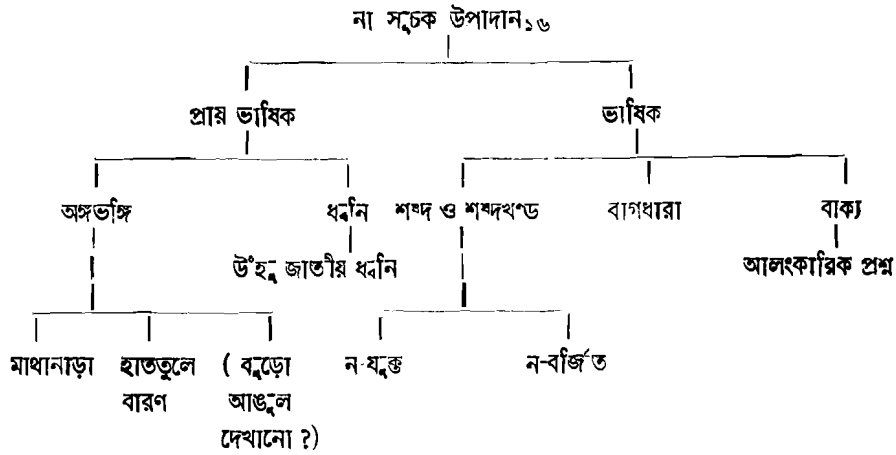 না সূচক উপাদান১৬
প্রায় ভাষিক ভাষিক
অঙ্গভঙ্গি ধ্বনি শব্দ ও শব্দখণ্ড বাগধারা বাক্য
উঁহু জাতীয় ধ্বনি আলংকারিক প্রশ্ন
মাথানাড়া হাততুলে ( বুড়ো ন-যুক্ত ন-বর্জিত
বারণ আঙুল
দেখানো ?)